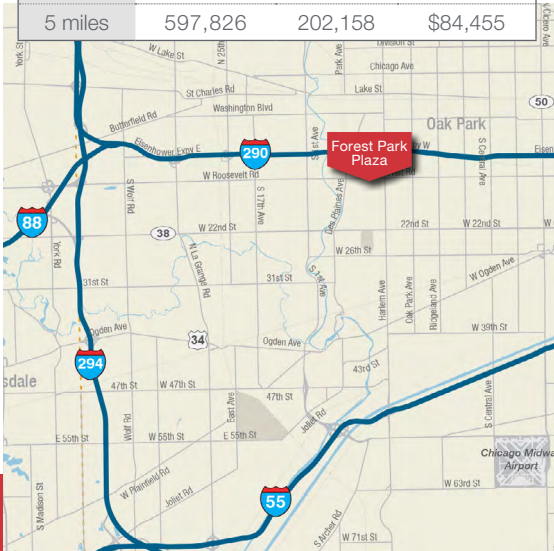 5 miles 597,826 202,158 $84,455
York St
W Lake St
N 25th
Park Ave
Division St
Cicero Ave
Chicago Ave
St Charles Rd
Lake St
Washington Blvd
50
Butterfield Rd
Oak Park
Eisenhower Expy E
290
Forest Park
Plaza
W Roosevelt Rd
S Wolf Rd
S 17th Ave
Des Plaines Ave
S Central Ave
88
W 22nd St
22nd St
W 22nd St
38
York Rd
N La Grange Rd
W 26th St
31st St
31st St
S 1st Ave
W Ogden Ave
Harlem Ave
Oak Park Ave
Ridgeland Ave
Ogden Ave
34
Ogden Ave
W 39th St
294
43rd St
sdale
47th St
W 47th St
47th St
East Ave
Joliet Rd
S Central Ave
Wolf Rd
E 55th St
W 55th St
E 55th St
Chicago Midwa
Airport
W Plainfield Rd
Joliet Rd
W 63rd St
S Madison St
55
S Archer Rd
W 71st St